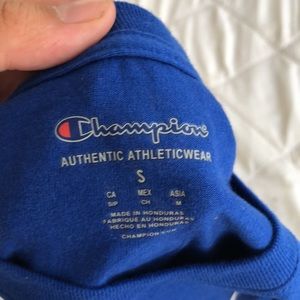 Champion
AUTHENTIC ATHLETICWEAR
S
CA MEX ASIA
S/P CH M
MADE IN HONDURAS
FABRIQUÉ AU HONDURAS
HECHO EN HONDURAS